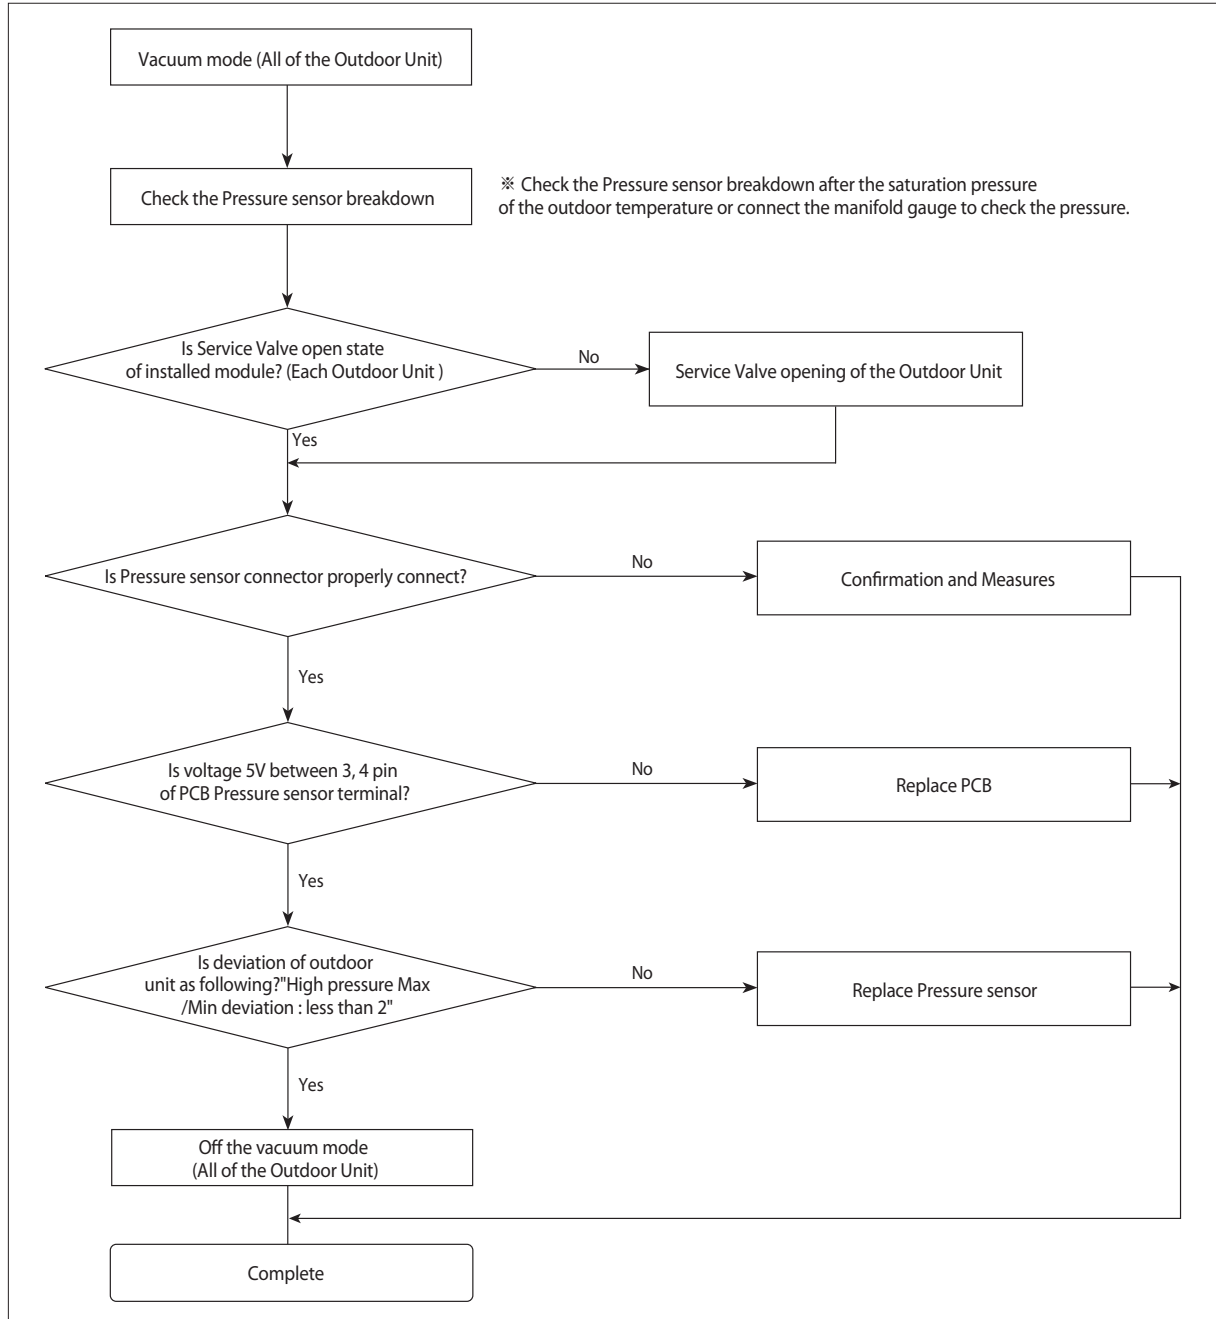 Vacuum mode (All of the Outdoor Unit)
Check the Pressure sensor breakdown
※ Check the Pressure sensor breakdown after the saturation pressure
of the outdoor temperature or connect the manifold gauge to check the pressure.
Is Service Valve open state
of installed module? (Each Outdoor Unit )
No
Service Valve opening of the Outdoor Unit
Yes
Is Pressure sensor connector properly connect?
No
Confirmation and Measures
Yes
Is voltage 5V between 3, 4 pin
of PCB Pressure sensor terminal?
No
Replace PCB
Yes
Is deviation of outdoor
unit as following?"High pressure Max
/Min deviation : less than 2"
No
Replace Pressure sensor
Yes
Off the vacuum mode
(All of the Outdoor Unit)
Complete